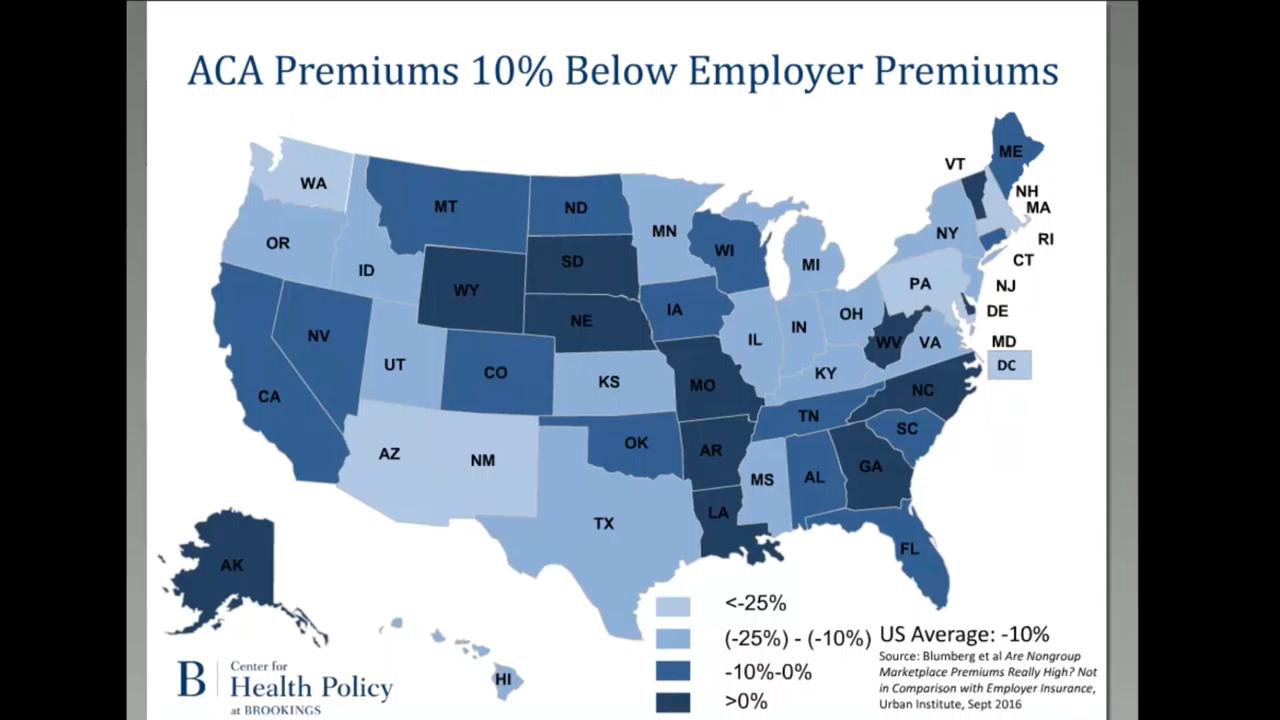 ACA Premiums 10% Below Employer Premiums
WA
MT
ND
MN
WI
MI
NY
VT
ME
NH
MA
RI
CT
NJ
DE
MD
DC
OR
ID
WY
SD
NE
IA
IL
IN
OH
PA
WV
VA
KY
NV
UT
CO
KS
MO
CA
AZ
NM
OK
AR
TN
NC
SC
MS
AL
GA
TX
LA
FL
AK
HI
<-25%
(-25%) - (-10%)
-10%-0%
>0%
US Average: -10%
Source: Blumberg et al Are Nongroup
Marketplace Premiums Really High? Not
in Comparison with Employer Insurance,
Urban Institute, Sept 2016
B
Center for
Health Policy
at BROOKINGS